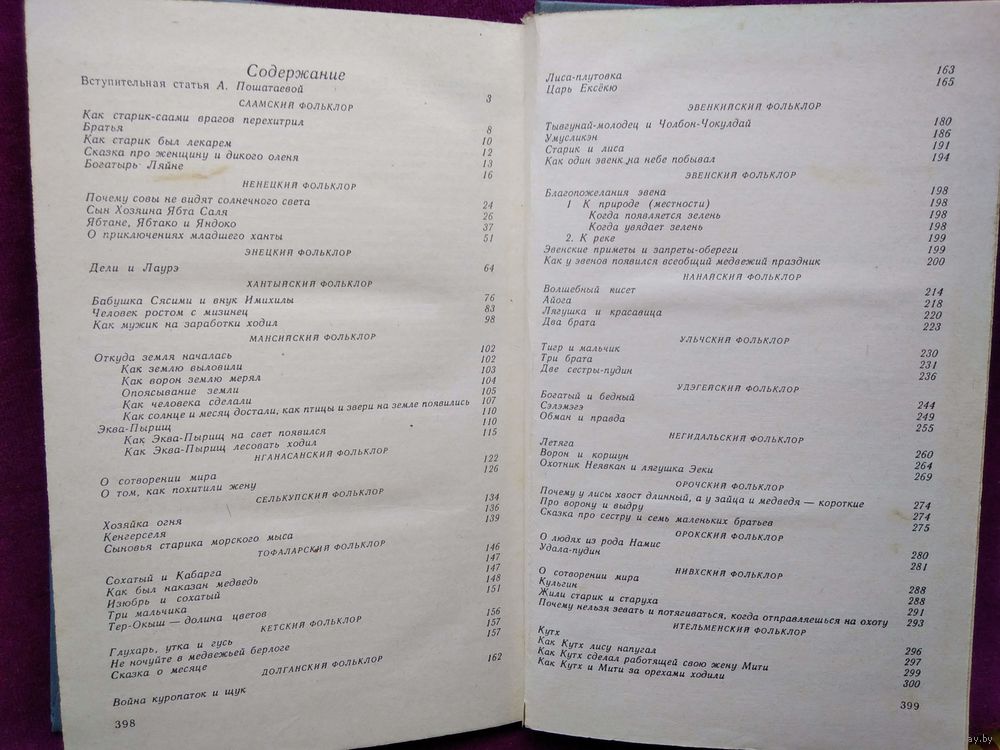 Содержание
Вступительная статья А. Пошатаевой 3
СААМСКИЙ ФОЛЬКЛОР
Как старик-саами врагов перехитрил 8
Братья 10
Как старик был лекарем 12
Сказка про женщину и дикого оленя 13
Богатырь Ляйне 16
НЕНЕЦКИЙ ФОЛЬКЛОР
Почему совы не видят солнечного света 24
Сын Хозяина Ябта Саля 26
Ябтане, Ябтако и Яндоко 37
О приключениях младшего ханты 51
ЭНЕЦКИЙ ФОЛЬКЛОР
Дели и Лаурэ 64
ХАНТЫЙСКИЙ ФОЛЬКЛОР
Бабушка Сясими и внук Имихилы 76
Человек ростом с мизинец 83
Как мужик на заработки ходил 98
МАНСИЙСКИЙ ФОЛЬКЛОР
Откуда земля началась 102
Как землю выловили 102
Как ворон землю мерял 103
Опоясывание земли 104
Как человека сделали 105
Как солнце и месяц достали, как птицы и звери на земле появились 107
Эква-Пырищ 110
Как Эква-Пырищ на свет появился 110
Как Эква-Пырищ лесовать ходил 115
НГАНАСАНСКИЙ ФОЛЬКЛОР
О сотворении мира 122
О том, как похитили жену 126
СЕЛЬКУПСКИЙ ФОЛЬКЛОР
Хозяйка огня 134
Кенгерселя 136
Сыновья старика морского мыса 139
ТОФАЛАРСКИЙ ФОЛЬКЛОР
Сохатый и Кабарга 146
Как был наказан медведь 147
Изюбрь и сохатый 147
Три мальчика 148
Тер-Окыш — долина цветов 151
КЕТСКИЙ ФОЛЬКЛОР
Глухарь, утка и гусь 156
Не ночуйте в медвежьей берлоге 157
Сказка о месяце 157
ДОЛГАНСКИЙ ФОЛЬКЛОР
Война куропаток и щук 162
398
Лиса-плутовка 163
Царь Ексёкю 165
ЭВЕНКИЙСКИЙ ФОЛЬКЛОР
Тывгунай-молодец и Чолбон-Чокулдай 180
Умусликэн 186
Старик и лиса 191
Как один эвенк на небе побывал 194
ЭВЕНСКИЙ ФОЛЬКЛОР
Благопожелания эвена 198
1 К природе (местности) 198
Когда появляется зелень 198
Когда увядает зелень 198
2. К реке 199
Эвенские приметы и запреты-обереги 199
Как у эвенов появился всеобщий медвежий праздник 200
НАНАЙСКИЙ ФОЛЬКЛОР
Волшебный кисет 214
Айога 218
Лягушка и красавица 220
Два брата 223
УЛЬЧСКИЙ ФОЛЬКЛОР
Тигр и мальчик 230
Три брата 231
Две сестры-пудин 236
УДЭГЕЙСКИЙ ФОЛЬКЛОР
Богатый и бедный 244
Сэлэмэгэ 249
Обман и правда 255
НЕГИДАЛЬСКИЙ ФОЛЬКЛОР
Летяга 260
Ворон и коршун 264
Охотник Неявкан и лягушка Эеки 269
ОРОЧСКИЙ ФОЛЬКЛОР
Почему у лисы хвост длинный, а у зайца и медведя — короткие 274
Про ворону и выдру 274
Сказка про сестру и семь маленьких братьев 275
ОРОКСКИЙ ФОЛЬКЛОР
О людях из рода Намис 280
Удала-пудин 281
НИВХСКИЙ ФОЛЬКЛОР
О сотворении мира 288
Кульгин 288
Жили старик и старуха 291
Почему нельзя зевать и потягиваться, когда отправляешься на охоту 293
ИТЕЛЬМЕНСКИЙ ФОЛЬКЛОР
Кутх 296
Как Кутх лису напугал 297
Как Кутх сделал работящей свою жену Мити 299
Как Кутх и Мити за орехами ходили 300
399
ay.by